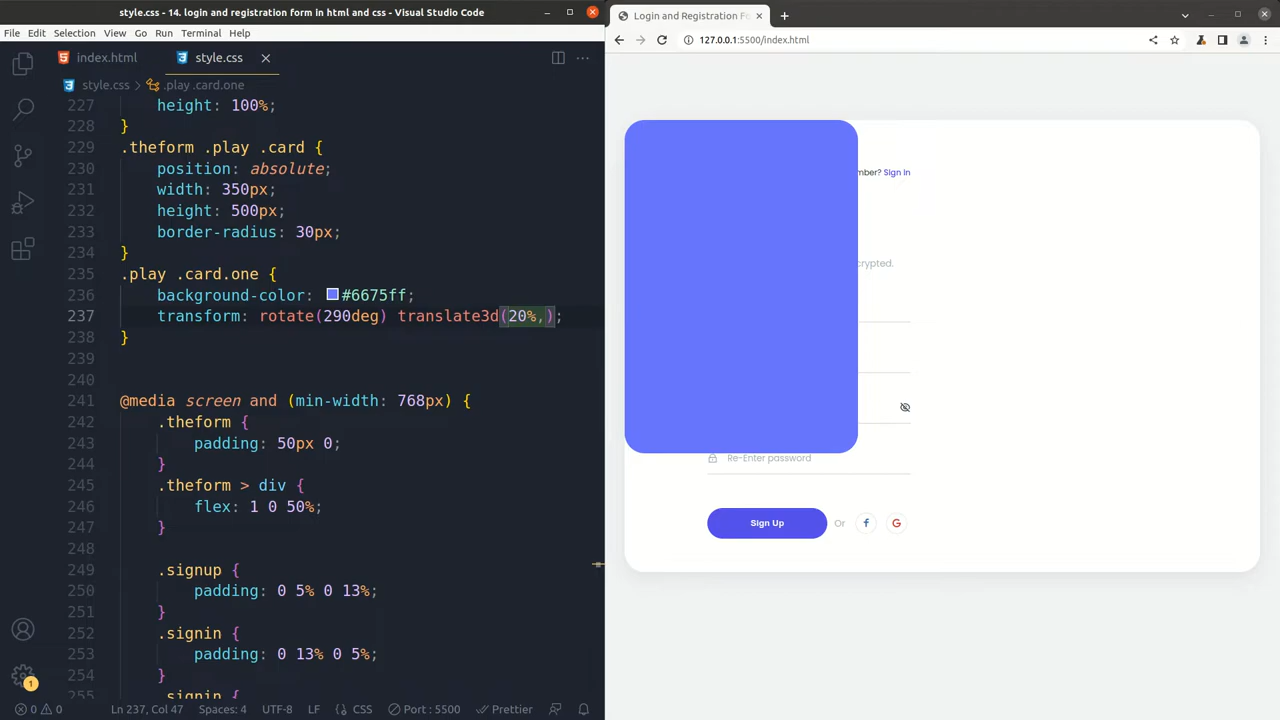 style.css - 14. login and registration form in html and css - Visual Studio Code
File Edit Selection View Go Run Terminal Help
index.html
style.css
style.css > .play .card.one
227 height: 100%;
228 }
229 .theform .play .card {
230 position: absolute;
231 width: 350px;
232 height: 500px;
233 border-radius: 30px;
234 }
235 .play .card.one {
236 background-color: #6675ff;
237 transform: rotate(290deg) translate3d(20%,);
238 }
239
240
241 @media screen and (min-width: 768px) {
242 .theform {
243 padding: 50px 0;
244 }
245 .theform > div {
246 flex: 1 0 50%;
247 }
248
249 .signup {
250 padding: 0 5% 0 13%;
251 }
252 .signin {
253 padding: 0 13% 0 5%;
254 }
255 .signin {
1
0 0 Ln 237, Col 47 Spaces: 4 UTF-8 LF {} CSS Port : 5500 Prettier
Login and Registration Fo
127.0.0.1:5500/index.html
mber? Sign In
crypted.
Re-Enter password
Sign Up Or f G